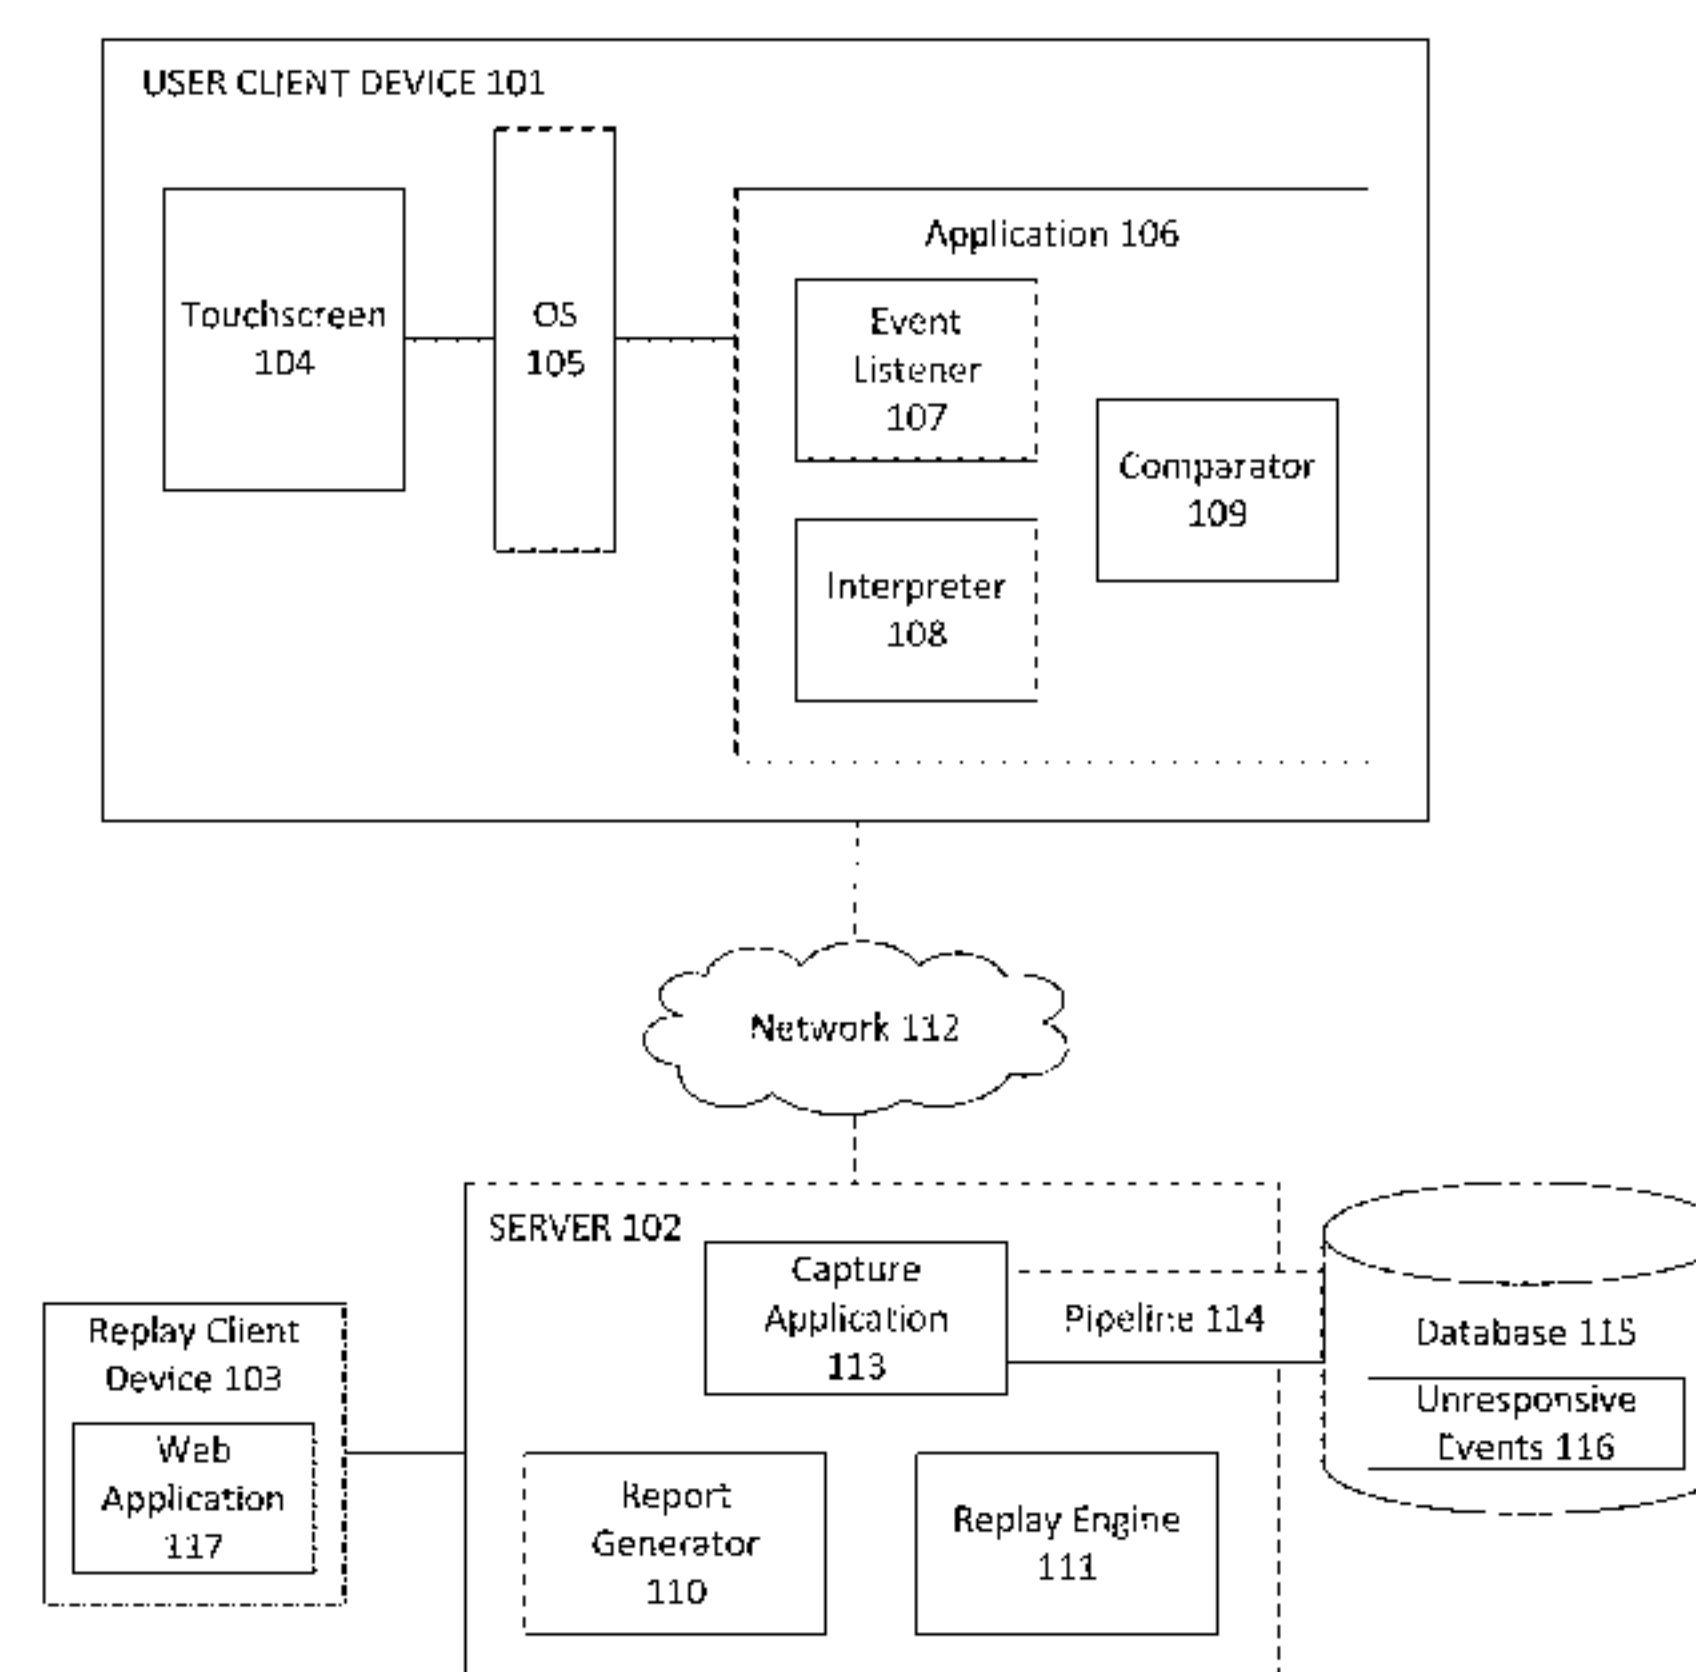 USER CLIENT DEVICE 101
Touchscreen
104
OS
105
Application 106
Event
Listener
107
Interpreter
108
Comparator
109
Network 112
SERVER 102
Capture
Application
113
Pipeline 114
Database 115
Unresponsive
Events 116
Replay Client
Device 103
Web
Application
117
Report
Generator
110
Replay Engine
111